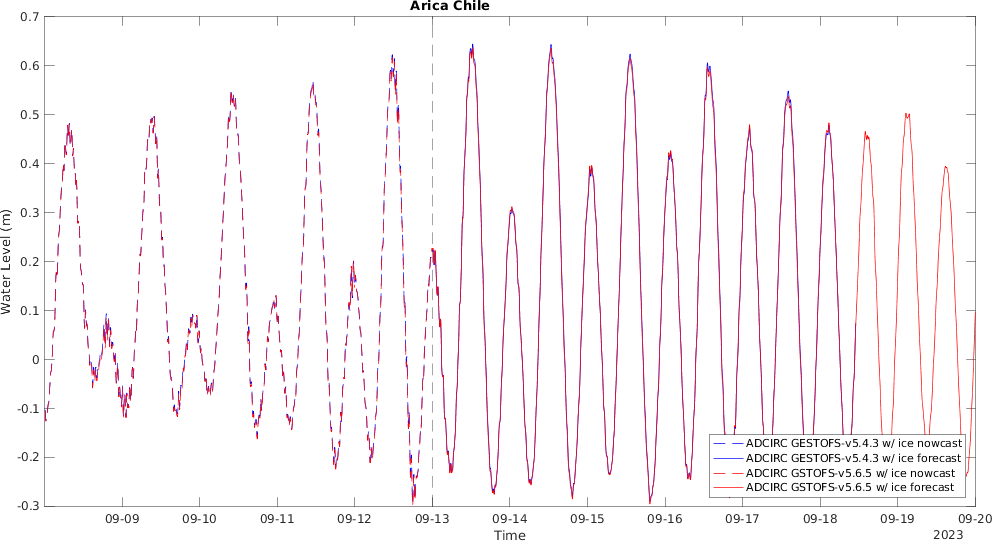 Arica Chile
0.7
0.6
0.5
0.4
0.3
0.2
0.1
0
-0.1
-0.2
-0.3
Water Level (m)
ADCIRC GESTOFS-v5.4.3 w/ ice nowcast
ADCIRC GESTOFS-v5.4.3 w/ ice forecast
ADCIRC GSTOFS-v5.6.5 w/ ice nowcast
ADCIRC GSTOFS-v5.6.5 w/ ice forecast
09-09 09-10 09-11 09-12 09-13 09-14 09-15 09-16 09-17 09-18 09-19 09-20
Time
2023